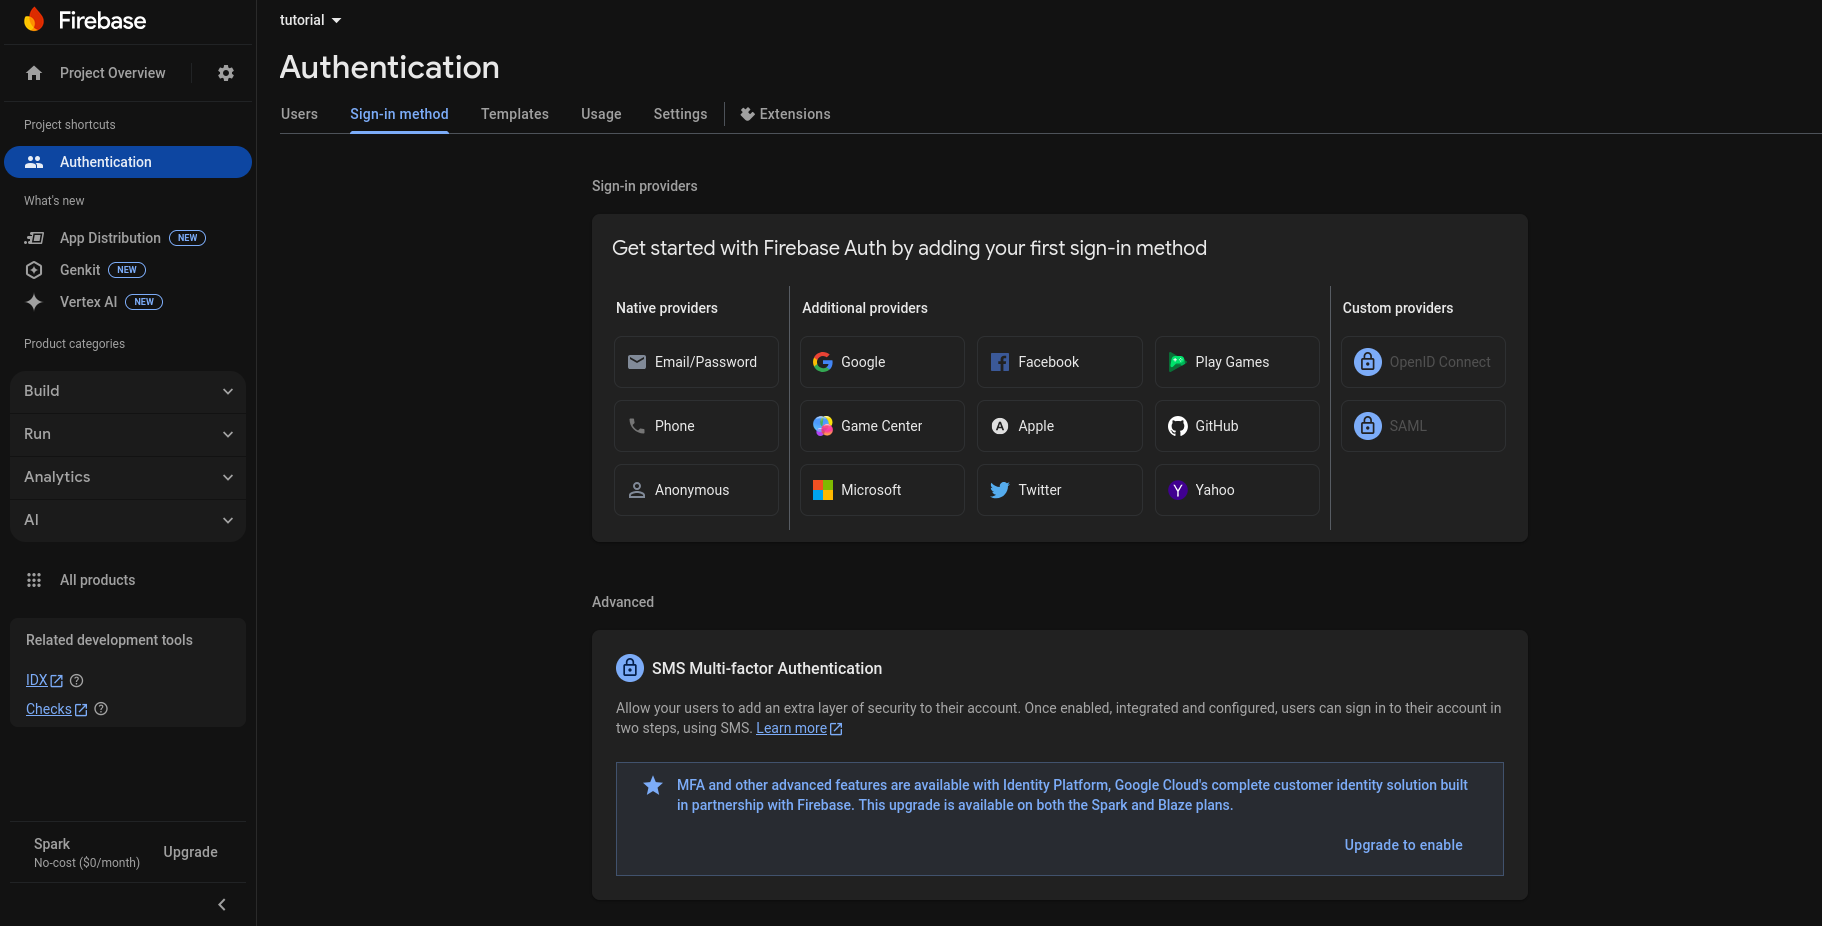 Firebase
Project Overview
Project shortcuts
Authentication
What's new
App Distribution NEW
Genkit NEW
Vertex AI NEW
Product categories
Build
Run
Analytics
AI
All products
Related development tools
IDX
Checks
Spark
No-cost ($0/month)
Upgrade
tutorial
Authentication
Users Sign-in method Templates Usage Settings Extensions
Sign-in providers
Get started with Firebase Auth by adding your first sign-in method
Native providers
Email/Password
Phone
Anonymous
Additional providers
Google Facebook Play Games
Game Center Apple GitHub
Microsoft Twitter Yahoo
Custom providers
OpenID Connect
SAML
Advanced
SMS Multi-factor Authentication
Allow your users to add an extra layer of security to their account. Once enabled, integrated and configured, users can sign in to their account in
two steps, using SMS. Learn more
MFA and other advanced features are available with Identity Platform, Google Cloud's complete customer identity solution built
in partnership with Firebase. This upgrade is available on both the Spark and Blaze plans.
Upgrade to enable